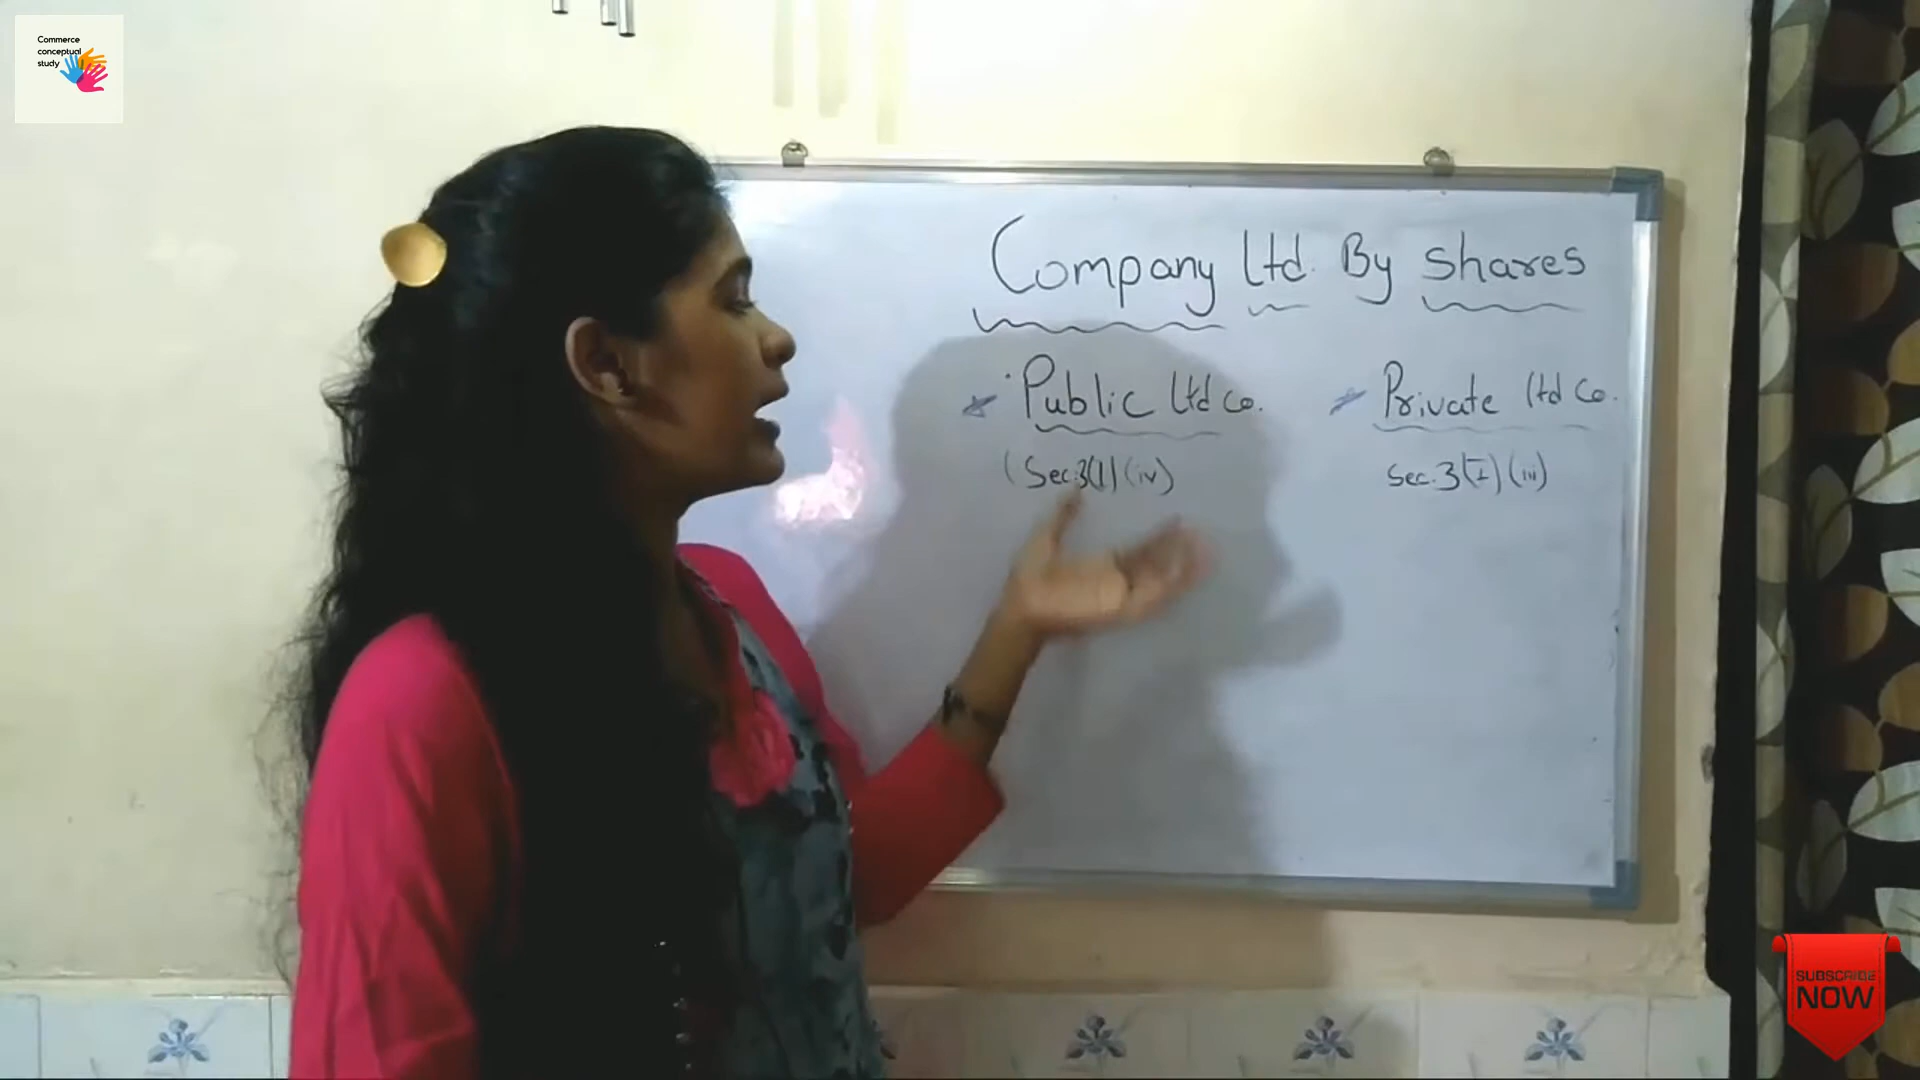 Commerce
conceptual
study
Company Ltd. By shares
Public Ltd Co.
Private Ltd Co.
(Sec.3(1)(iv)
Sec.3(I)(iii)
SUBSCRIBE
NOW